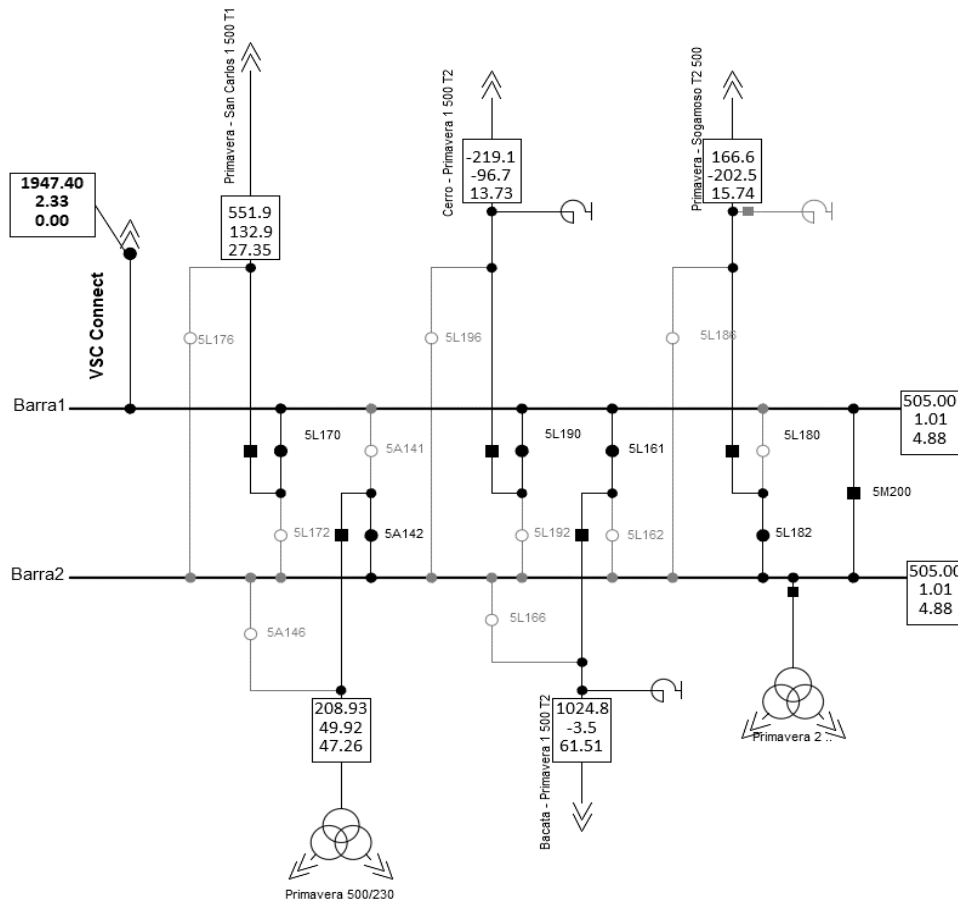 Primavera - San Carlos 1 500 T1
Cerro - Primavera 1 500 T2
Primavera - Sogamoso T2 500
1947.40
2.33
0.00
VSC Connect
551.9
132.9
27.35
-219.1
-96.7
13.73
166.6
-202.5
15.74
5L176
5L196
5L186
Barra1
505.00
1.01
4.88
5L170
5A141
5L190
5L161
5L180
5M200
5L172
5A142
5L192
5L162
5L182
Barra2
505.00
1.01
4.88
5A146
5L166
208.93
49.92
47.26
Bacata - Primavera 1 500 T2
1024.8
-3.5
61.51
Primavera 2 ..
Primavera 500/230